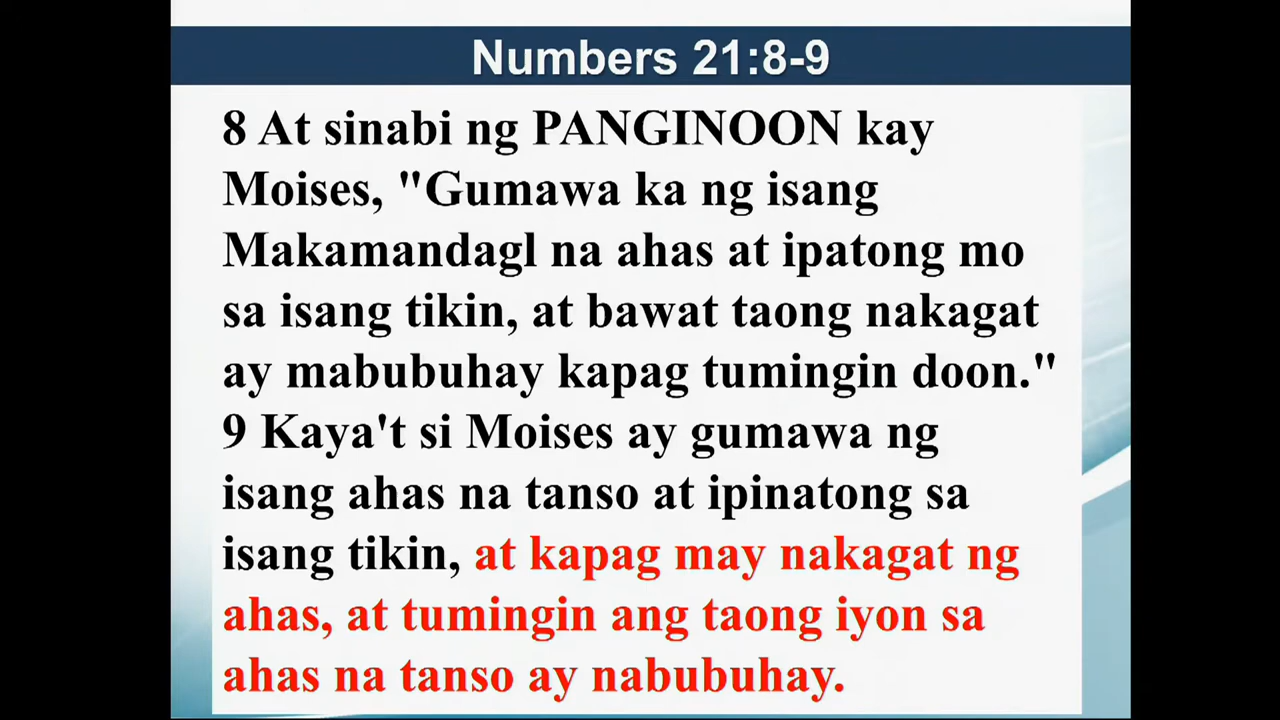 Numbers 21:8-9
8 At sinabi ng PANGINOON kay
Moises, "Gumawa ka ng isang
Makamandagl na ahas at ipatong mo
sa isang tikin, at bawat taong nakagat
ay mabubuhay kapag tumingin doon."
9 Kaya't si Moises ay gumawa ng
isang ahas na tanso at ipinatong sa
isang tikin, at kapag may nakagat ng
ahas, at tumingin ang taong iyon sa
ahas na tanso ay nabubuhay.